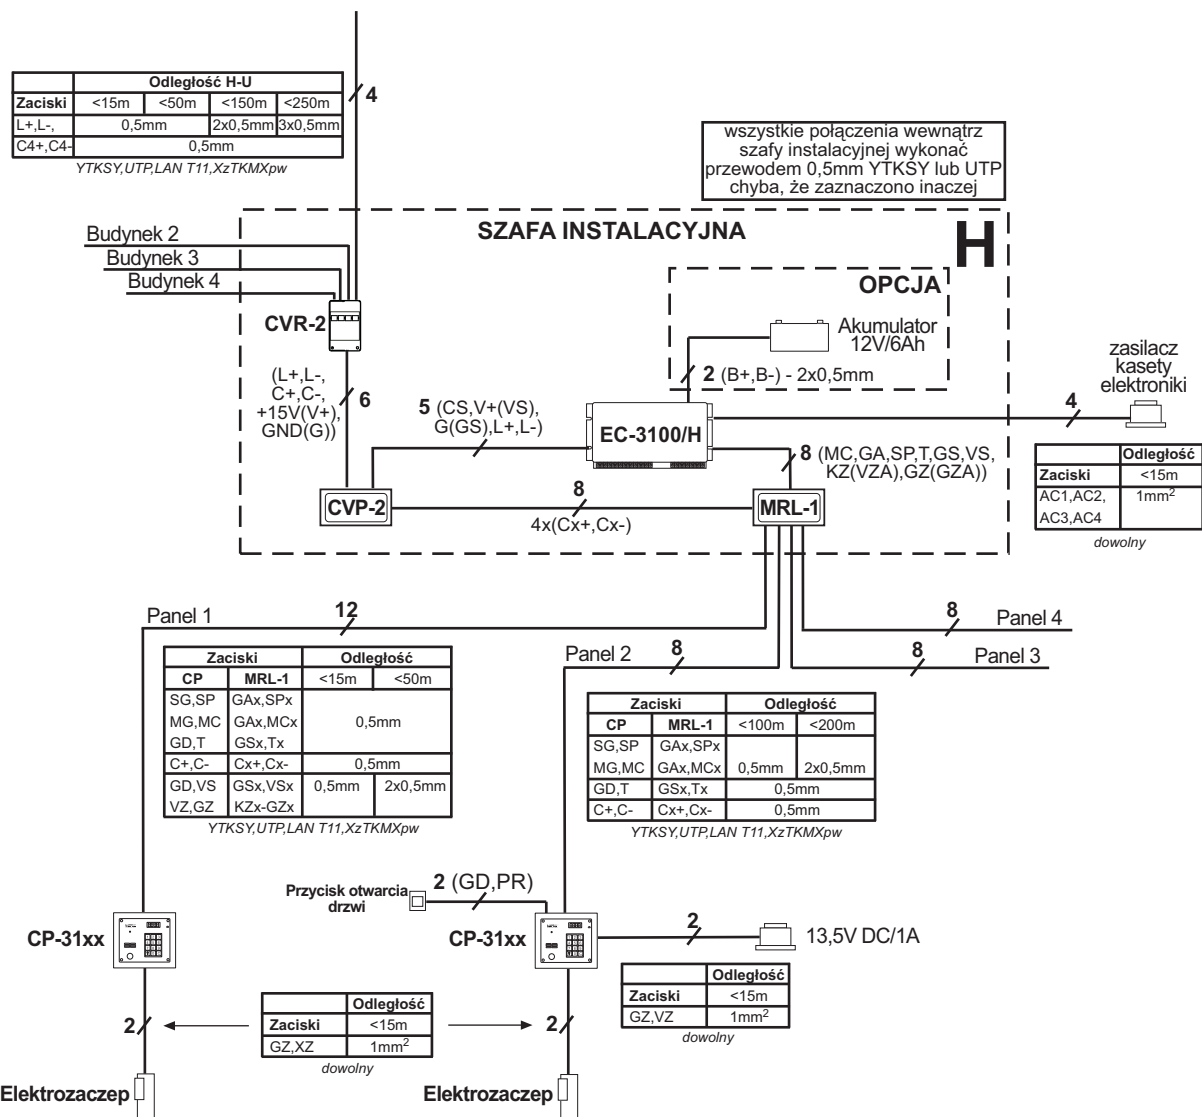 Odległość H-U
Zaciski <15m <50m <150m <250m
L+,L-, 0,5mm 2x0,5mm 3x0,5mm
C4+,C4- 0,5mm
YTKSY,UTP,LAN T11,XzTKMXpw
4
wszystkie połączenia wewnątrz
szafy instalacyjnej wykonać
przewodem 0,5mm YTKSY lub UTP
chyba, że zaznaczono inaczej
SZAFA INSTALACYJNA
H
Budynek 2
Budynek 3
Budynek 4
CVR-2
OPCJA
Akumulator
12V/6Ah
2 (B+,B-) - 2x0,5mm
(L+,L-,
C+,C-,
+15V(V+),
GND(G))
6
5 (CS,V+(VS),
G(GS),L+,L-)
EC-3100/H
4
zasilacz
kasety
elektroniki
Odległość
Zaciski <15m
AC1,AC2, 1mm²
AC3,AC4
dowolny
8 (MC,GA,SP,T,GS,VS,
KZ(VZA),GZ(GZA))
CVP-2
8
4x(Cx+,Cx-)
MRL-1
Panel 1
12
8
Panel 4
Panel 2
8
8
Panel 3
Zaciski Odległość
CP MRL-1 <15m <50m
SG,SP GAx,SPx
MG,MC GAx,MCx 0,5mm
GD,T GSx,Tx
C+,C- Cx+,Cx- 0,5mm
GD,VS GSx,VSx 0,5mm 2x0,5mm
VZ,GZ KZx-GZx
YTKSY,UTP,LAN T11,XzTKMXpw
Zaciski Odległość
CP MRL-1 <100m <200m
SG,SP GAx,SPx
MG,MC GAx,MCx 0,5mm 2x0,5mm
GD,T GSx,Tx 0,5mm
C+,C- Cx+,Cx- 0,5mm
YTKSY,UTP,LAN T11,XzTKMXpw
Przycisk otwarcia
drzwi
2 (GD,PR)
CP-31xx
CP-31xx
2
13,5V DC/1A
Odległość
Zaciski <15m
GZ,VZ 1mm²
dowolny
2
Odległość
Zaciski <15m
GZ,XZ 1mm²
dowolny
2
Elektrozaczep
Elektrozaczep